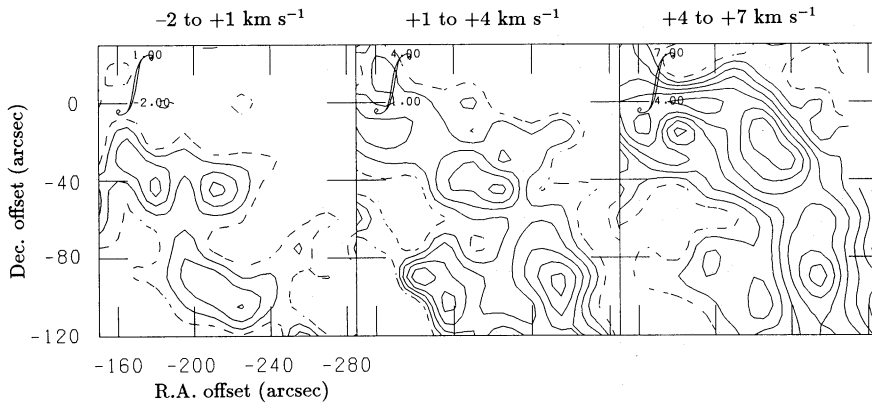 –2 to +1 km s⁻¹
+1 to +4 km s⁻¹
+4 to +7 km s⁻¹
1.00
-2.00
4.00
1.00
7.00
4.00
Dec. offset (arcsec)
0
-40
-80
-120
-160 -200 -240 -280
R.A. offset (arcsec)